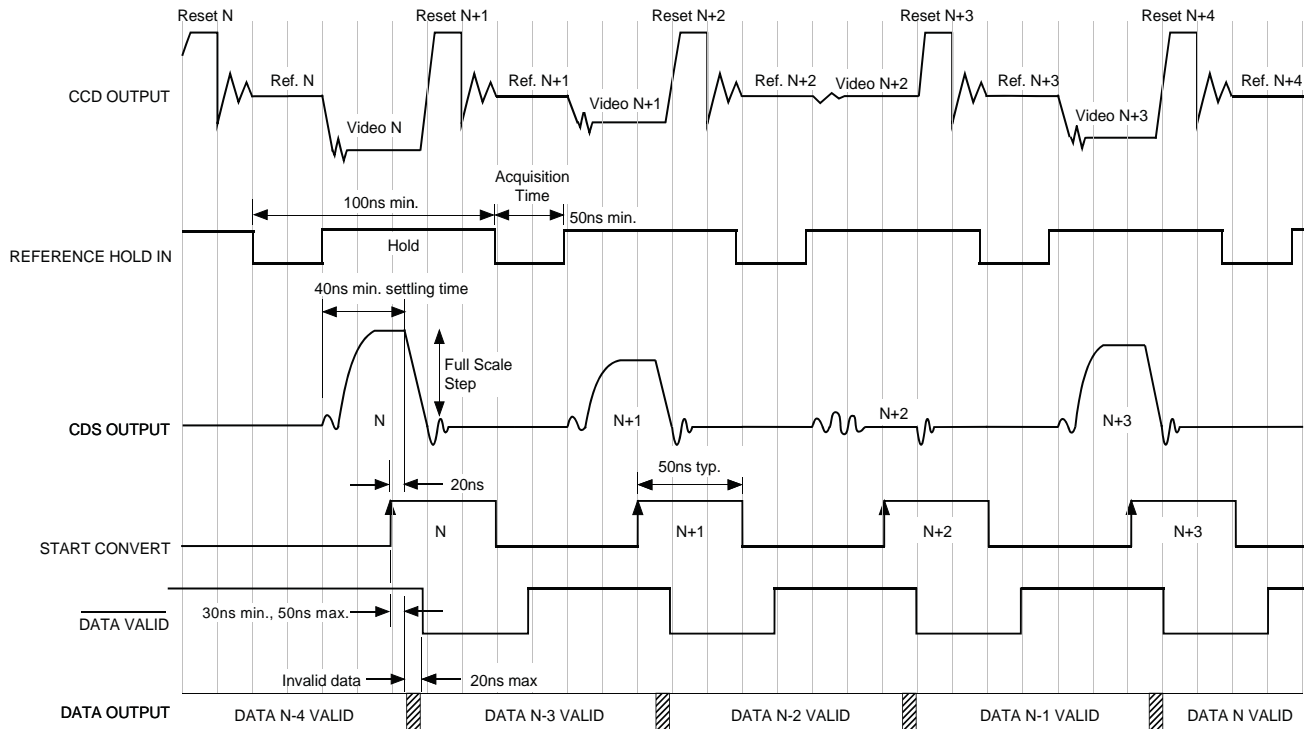 Reset N Reset N+1 Reset N+2 Reset N+3 Reset N+4
Ref. N Ref. N+1 Ref. N+2 Video N+2 Ref. N+3 Ref. N+4
CCD OUTPUT
Video N Video N+1 Video N+3
Acquisition
Time
100ns min. 50ns min.
Hold
REFERENCE HOLD IN
40ns min. settling time
Full Scale
Step
CDS OUTPUT
N N+1 N+2 N+3
50ns typ.
20ns
START CONVERT
N N+1 N+2 N+3
30ns min., 50ns max.
DATA VALID
Invalid data 20ns max
DATA OUTPUT
DATA N-4 VALID DATA N-3 VALID DATA N-2 VALID DATA N-1 VALID DATA N VALID